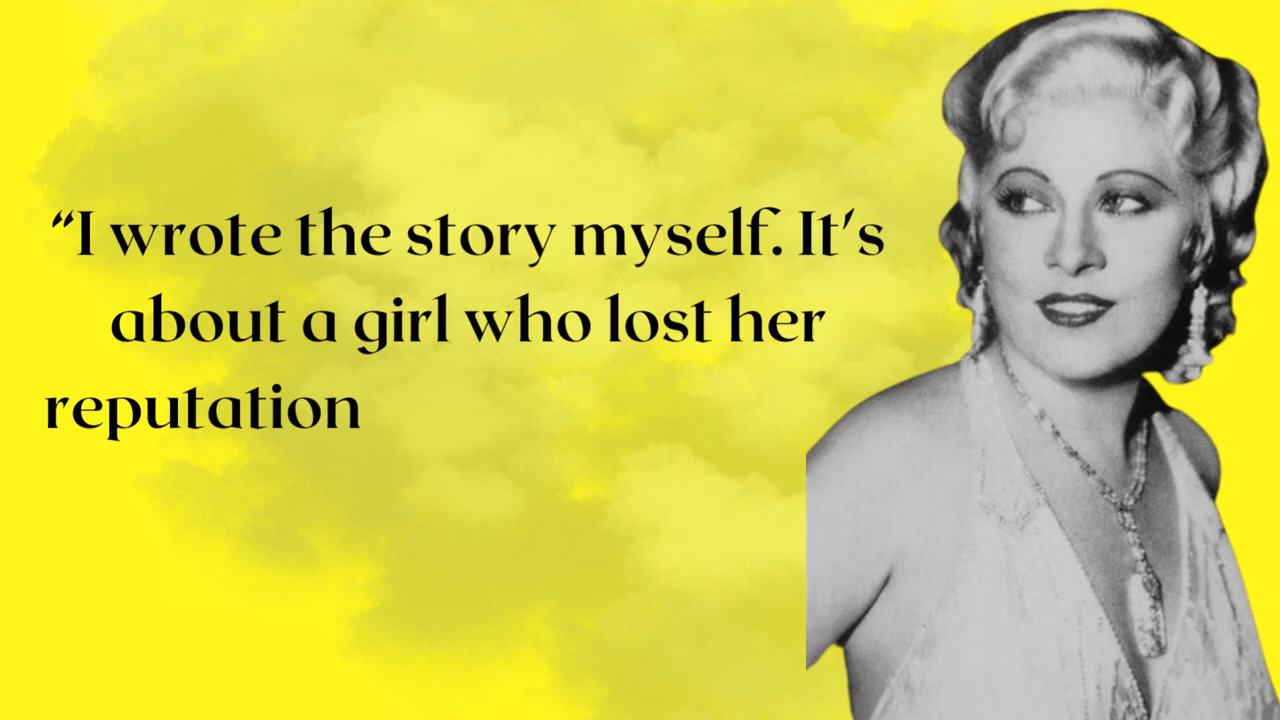 “I wrote the story myself. It's
about a girl who lost her
reputation